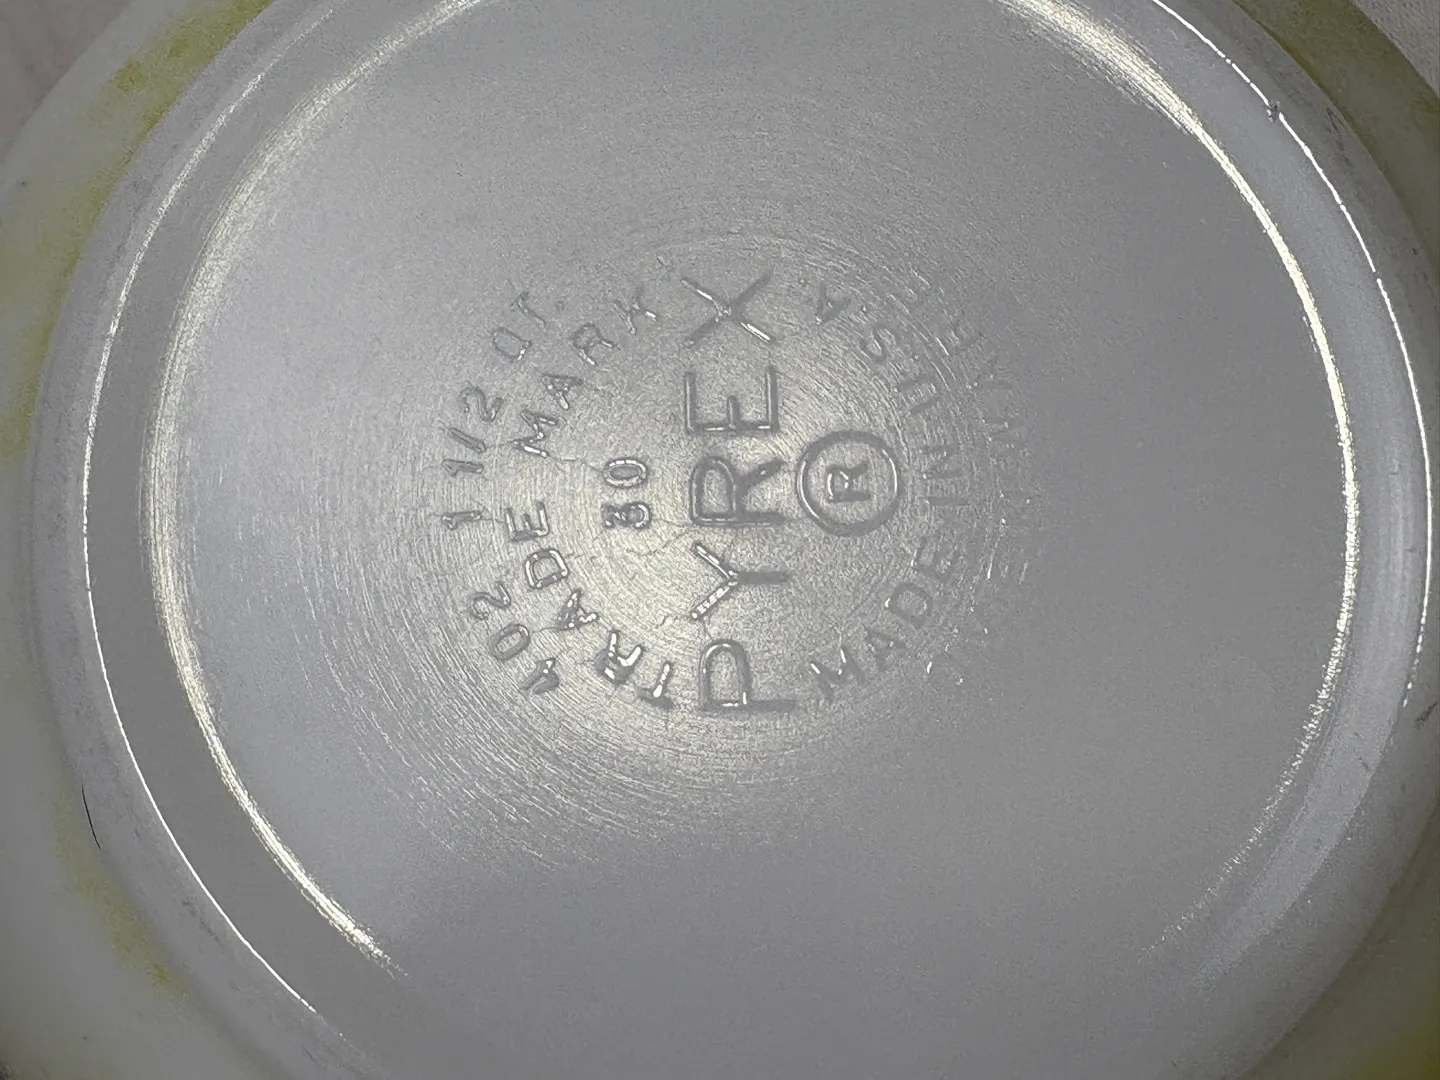 402 1 1/2 QT.
TRADE MARK
30
PYREX
®
MADE IN U.S.A.